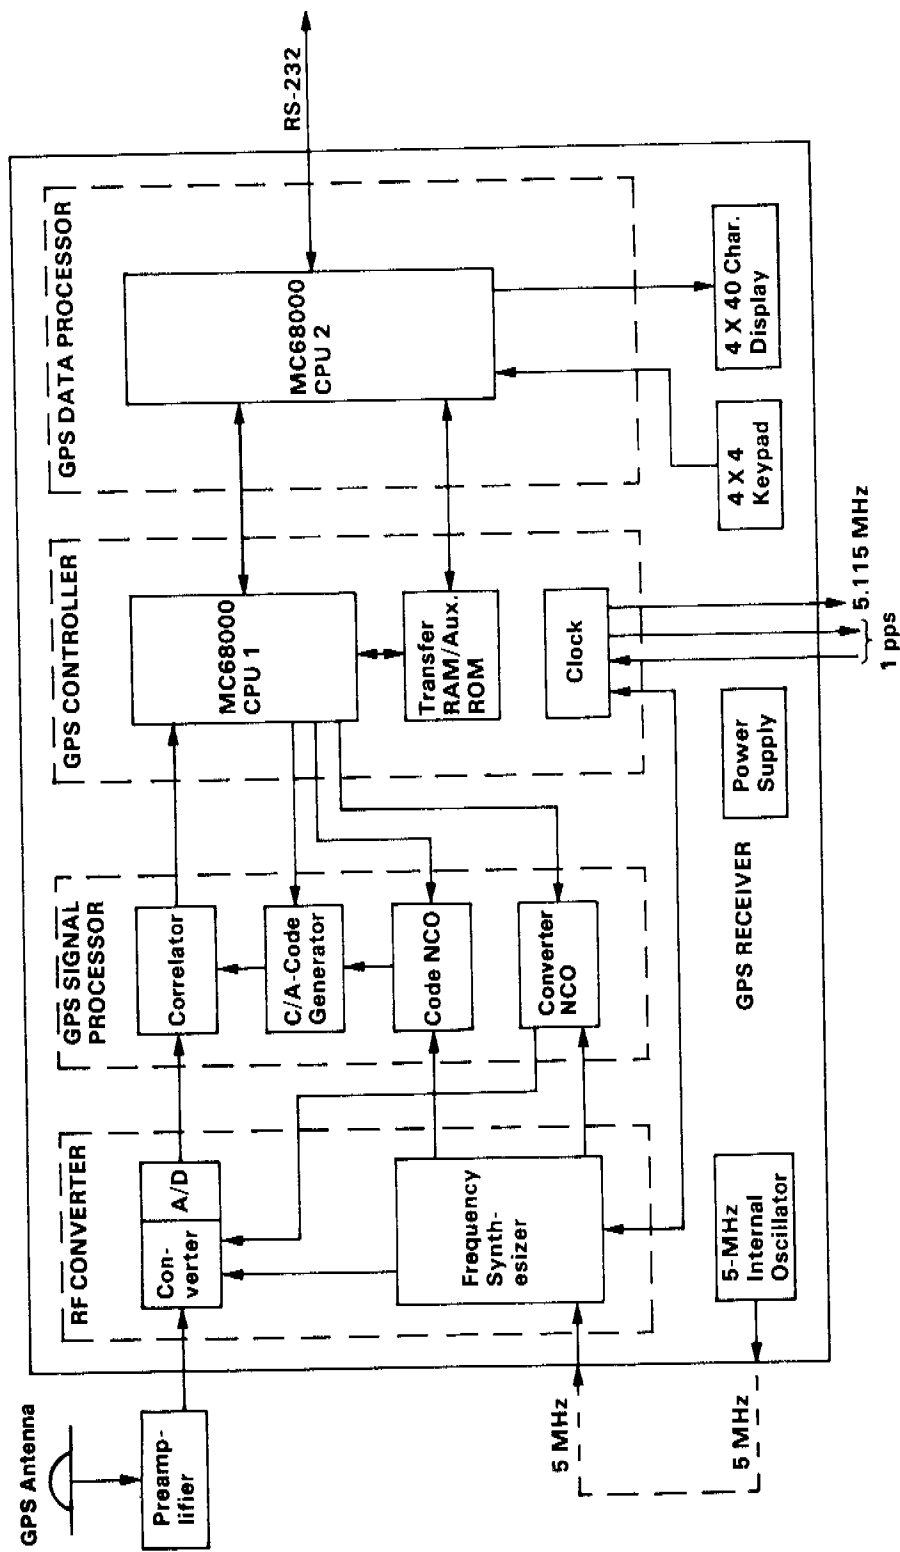 GPS Antenna
Preamp-
lifier
RF CONVERTER
Con-
verter
A/D
Frequency
Synth-
esizer
5 MHz
5 MHz
5-MHz
Internal
Oscillator
GPS SIGNAL
PROCESSOR
Correlator
C/A-Code
Generator
Code NCO
Converter
NCO
GPS RECEIVER
GPS CONTROLLER
MC68000
CPU 1
Transfer
RAM/Aux.
ROM
Clock
Power
Supply
1 pps
5.115 MHz
GPS DATA PROCESSOR
MC68000
CPU 2
4 X 4
Keypad
4 X 40 Char.
Display
RS-232